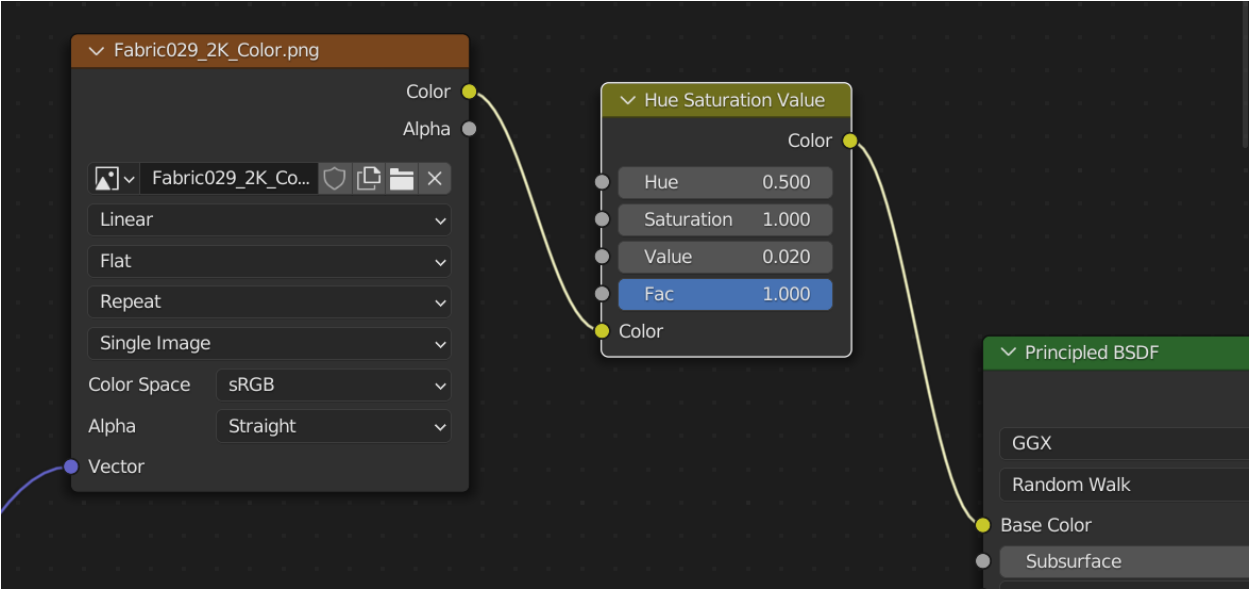 Fabric029_2K_Color.png
Color
Alpha
Fabric029_2K_Co...
Linear
Flat
Repeat
Single Image
Color Space sRGB
Alpha Straight
Vector
Hue Saturation Value
Color
Hue 0.500
Saturation 1.000
Value 0.020
Fac 1.000
Color
Principled BSDF
GGX
Random Walk
Base Color
Subsurface